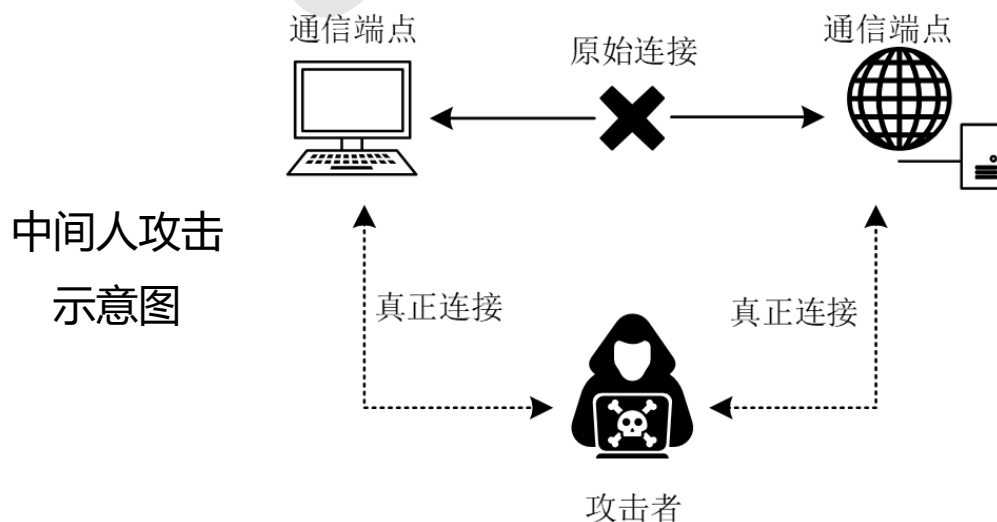 通信端点
通信端点
原始连接
中间人攻击
示意图
真正连接
真正连接
攻击者